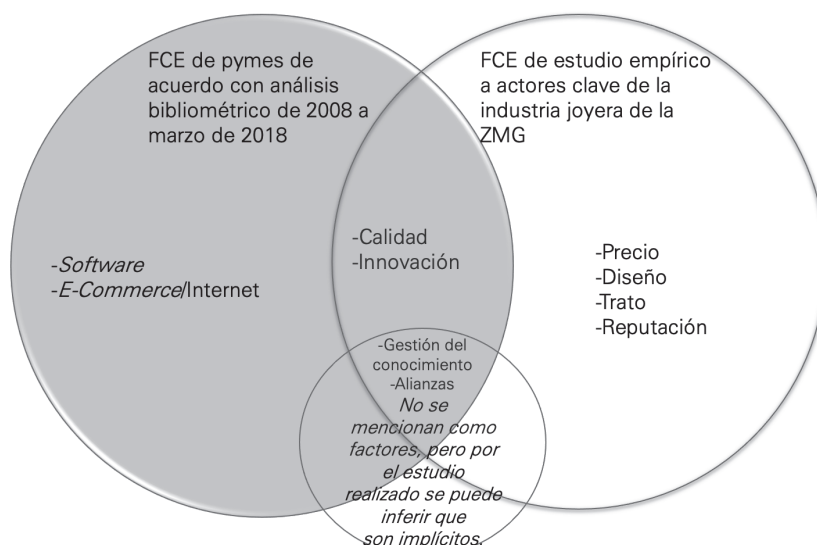 FCE de pymes de
acuerdo con análisis
bibliométrico de 2008 a
marzo de 2018
FCE de estudio empírico
a actores clave de la
industria joyera de la
ZMG
-Software
-E-Commerce/Internet
-Calidad
-Innovación
-Precio
-Diseño
-Trato
-Reputación
-Gestión del
conocimiento
-Alianzas
No se
mencionan como
factores, pero por
el estudio
realizado se puede
inferir que
son implícitos.